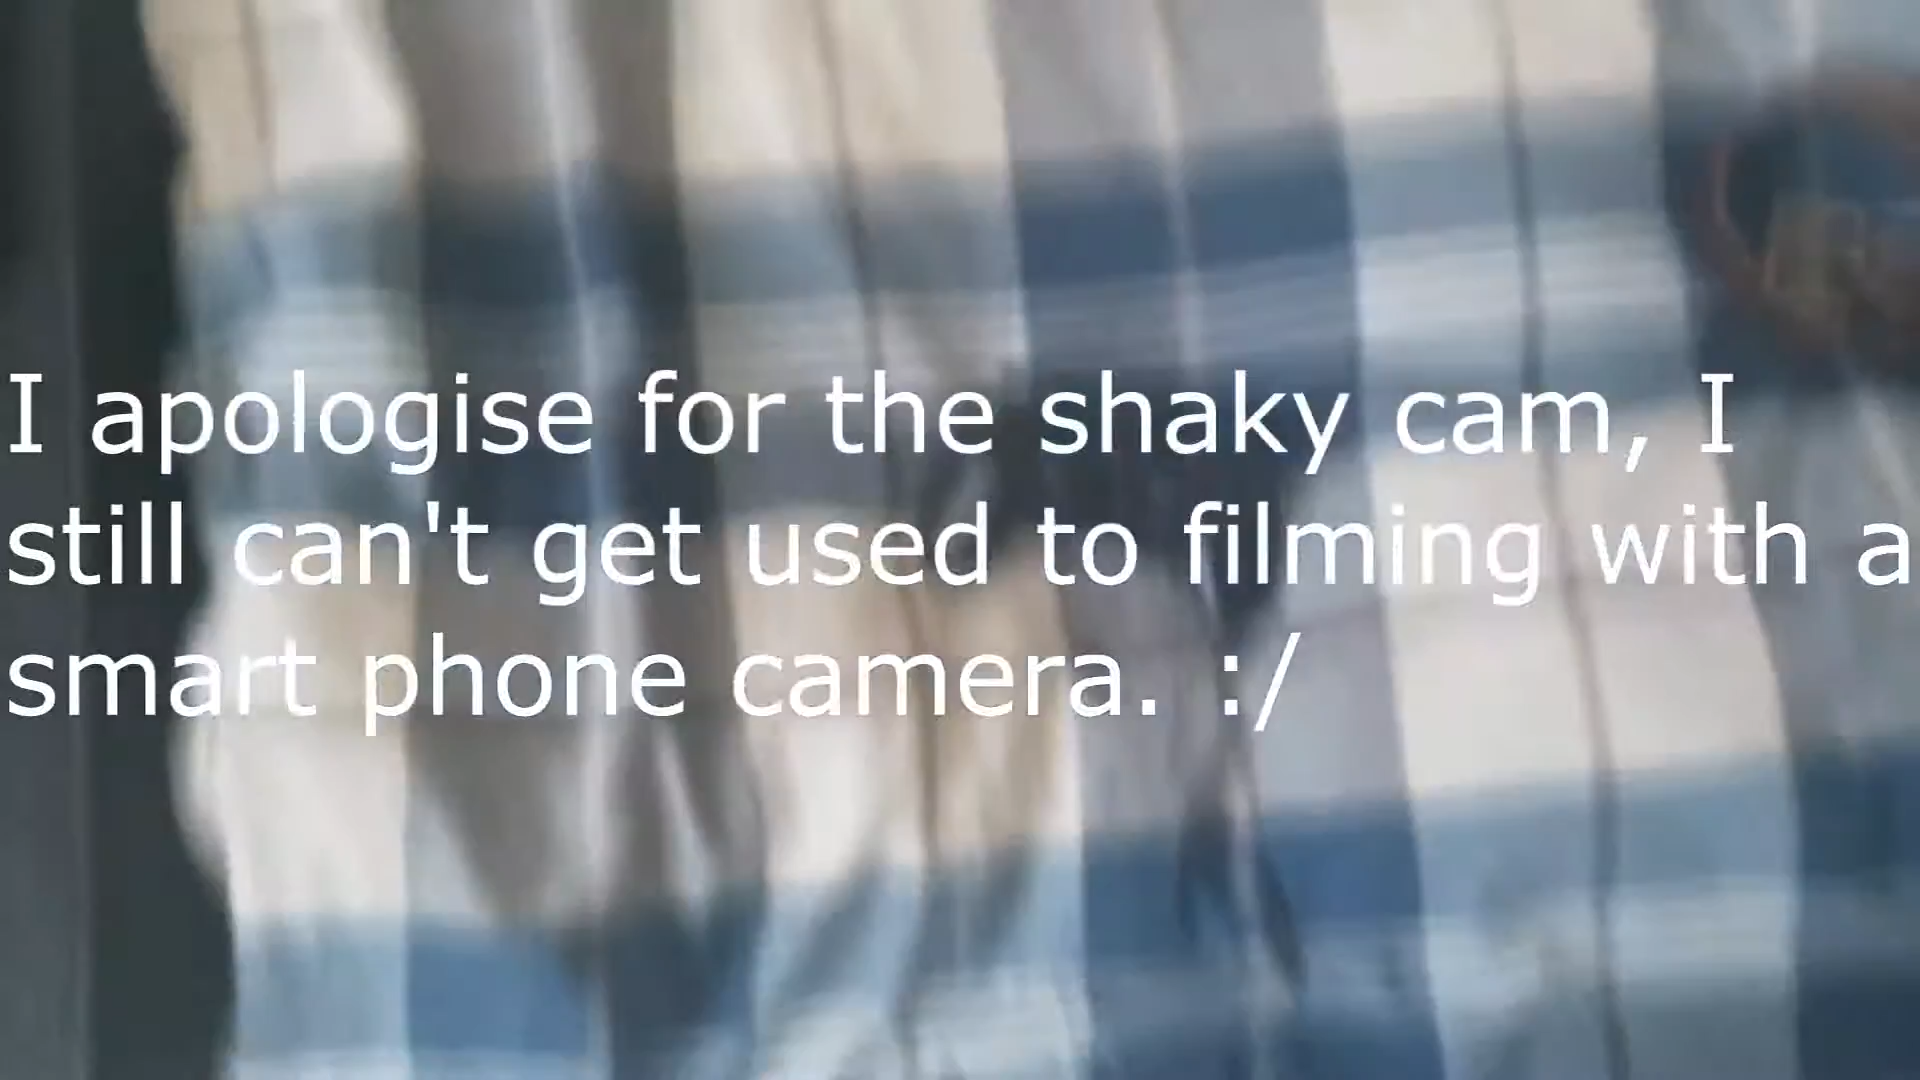 I apologise for the shaky cam, I
still can't get used to filming with a
smart phone camera. :/